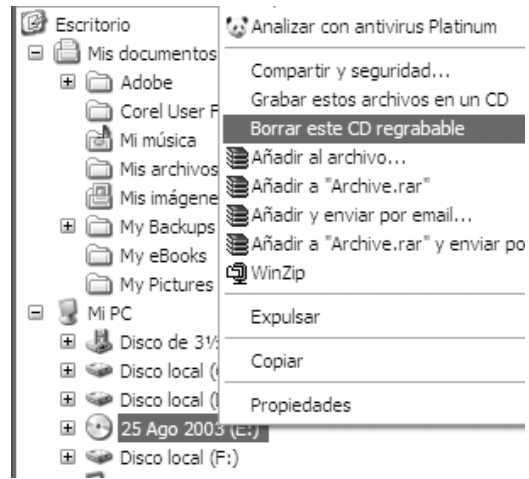 Escritorio
Mis documentos
Adobe
Corel User F
Mi música
Mis archivos
Mis imágene
My Backups
My eBooks
My Pictures
Mi PC
Disco de 3½
Disco local (
Disco local (
25 Ago 2003 (E:)
Disco local (F:)
Analizar con antivirus Platinum
Compartir y seguridad...
Grabar estos archivos en un CD
Borrar este CD regrabable
Añadir al archivo...
Añadir a "Archive.rar"
Añadir y enviar por email...
Añadir a "Archive.rar" y enviar po
WinZip
Expulsar
Copiar
Propiedades